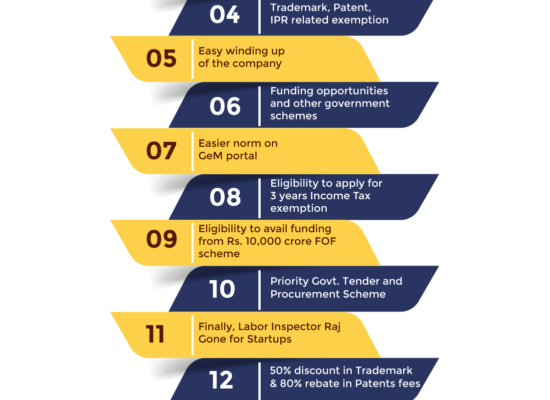 04
Trademark, Patent,
IPR related exemption
05
Easy winding up
of the company
06
Funding opportunities
and other government
schemes
07
Easier norm on
GeM portal
08
Eligibility to apply for
3 years Income Tax
exemption
09
Eligibility to avail funding
from Rs. 10,000 crore FOF
scheme
10
Priority Govt. Tender and
Procurement Scheme
11
Finally, Labor Inspector Raj
Gone for Startups
12
50% discount in Trademark
& 80% rebate in Patents fees